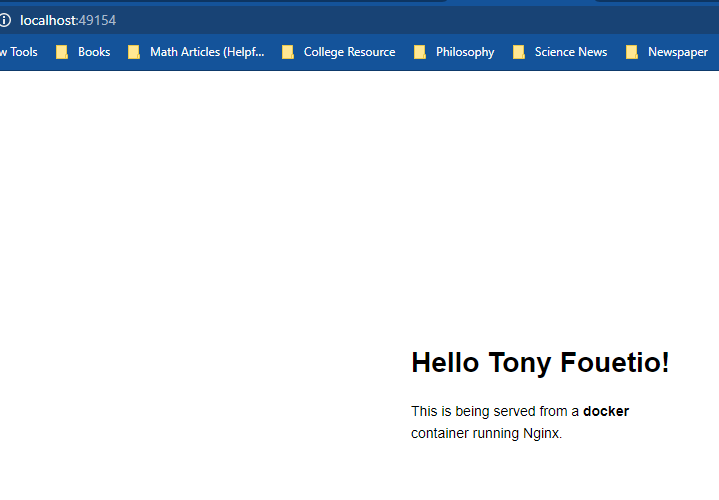 localhost:49154
w Tools Books Math Articles (Helpf... College Resource Philosophy Science News Newspaper
Hello Tony Fouetio!
This is being served from a docker
container running Nginx.